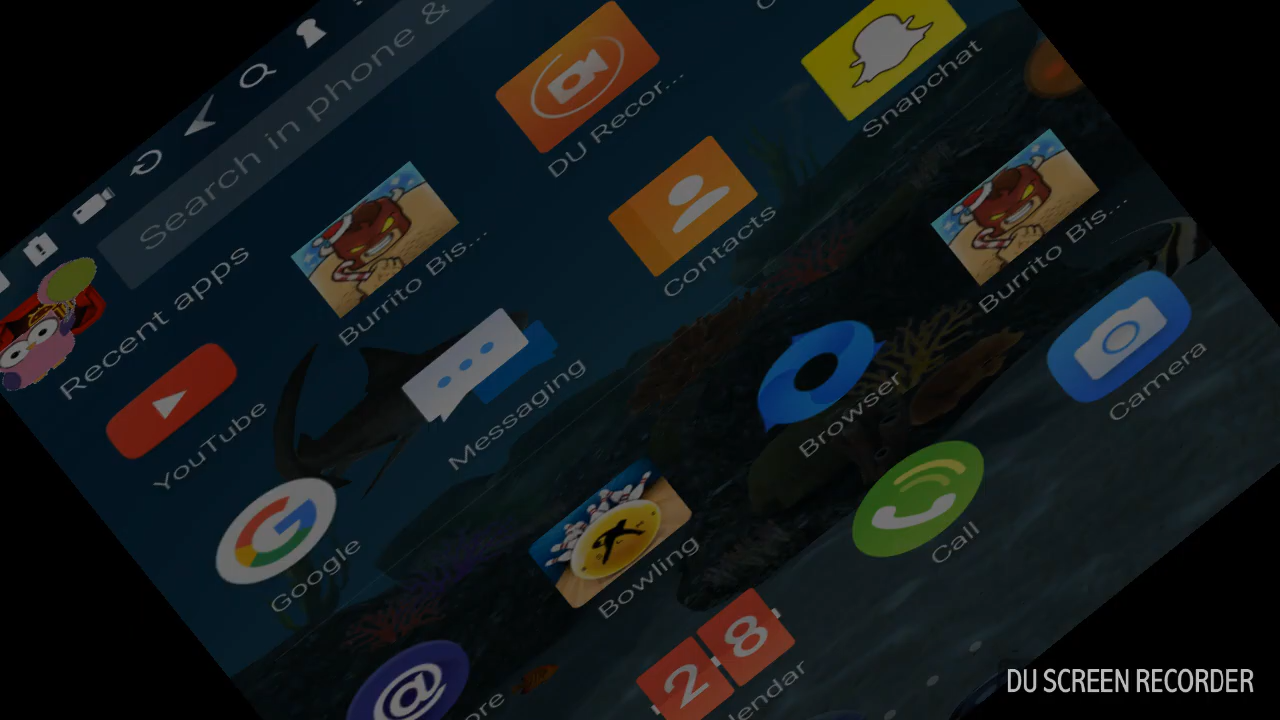 Search in phone &
Recent apps
YouTube
Burrito Bis...
DU Recor...
Snapchat
Google
Messaging
Contacts
Burrito Bis...
Bowling
Browser
Camera
Call
28
DU SCREEN RECORDER